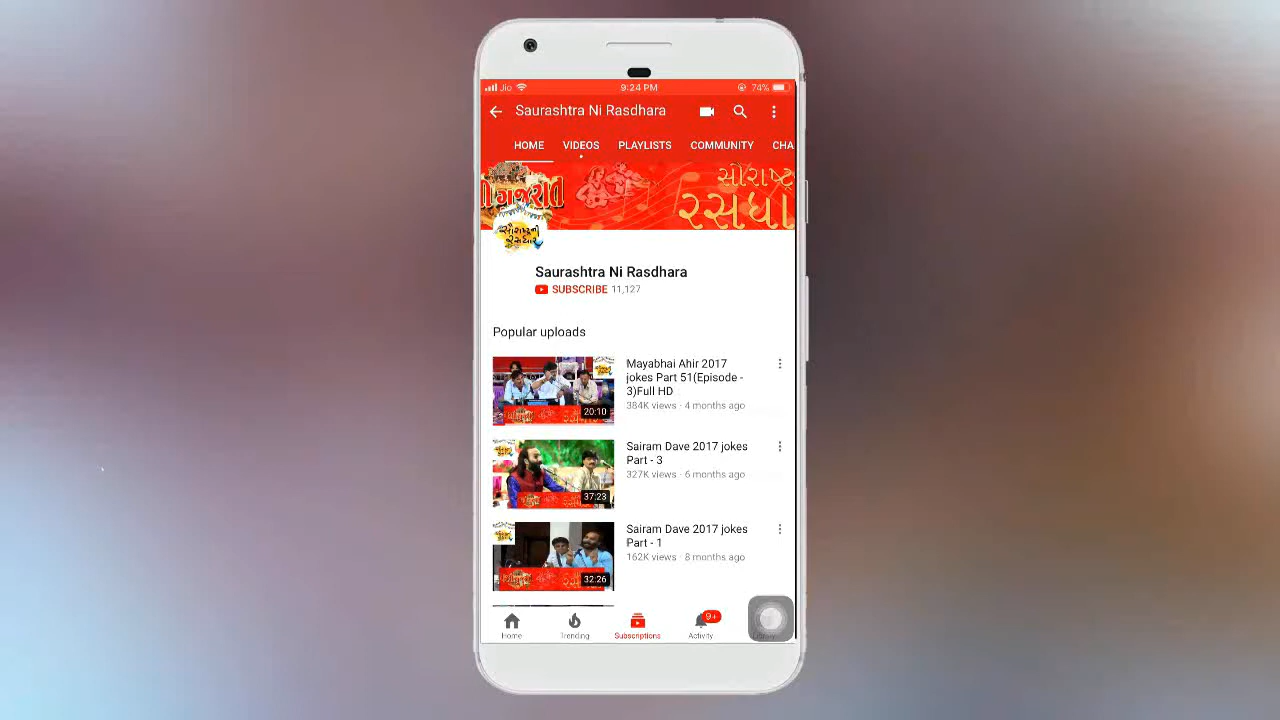 Jio 9:24 PM 74%
Saurashtra Ni Rasdhara
HOME VIDEOS PLAYLISTS COMMUNITY CHA
સૌરાષ્ટ્ર
રસધા
ગુજરાતી
સૌરાષ્ટ્રની
રસધાર
Saurashtra Ni Rasdhara
SUBSCRIBE 11,127
Popular uploads
Mayabhai Ahir 2017
jokes Part 51(Episode -
3)Full HD
384K views · 4 months ago
20:10
Sairam Dave 2017 jokes
Part - 3
327K views · 6 months ago
37:23
Sairam Dave 2017 jokes
Part - 1
162K views · 8 months ago
32:26
9+
Home Trending Subscriptions Activity